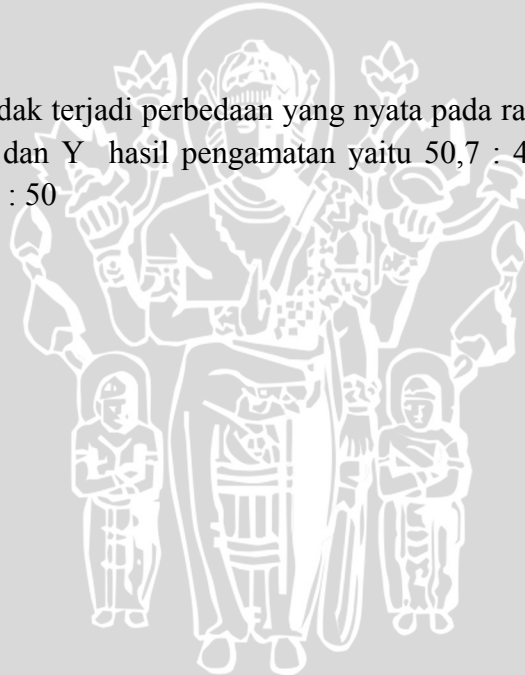 dak terjadi perbedaan yang nyata pada ra
dan Y hasil pengamatan yaitu 50,7 : 4
: 50